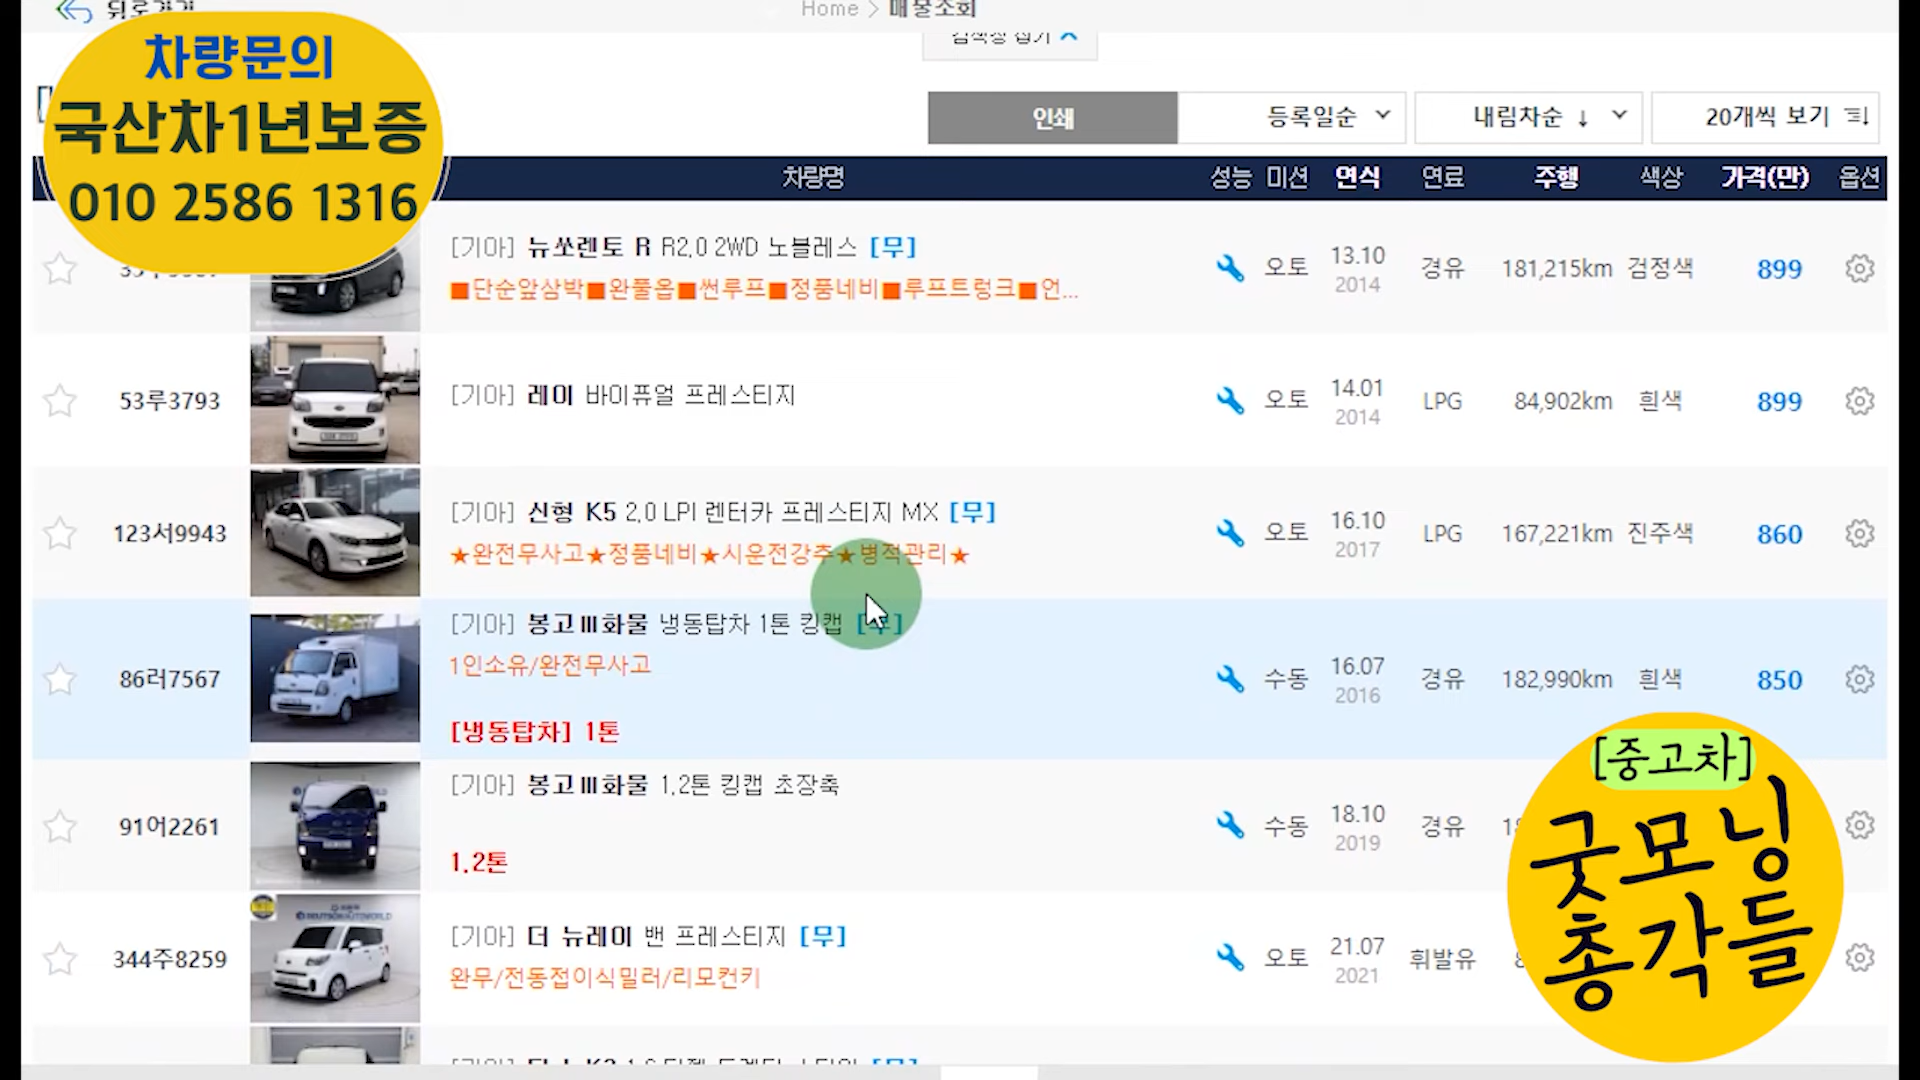 Home > 매물조회
차량문의
국산차1년보증
010 2586 1316
인쇄
등록일순
내림차순 ↓
20개씩 보기
차량명 성능 미션 연식 연료 주행 색상 가격(만) 옵션
[기아] 뉴쏘렌토 R R2.0 2WD 노블레스 [무]
■단순앞삼박■완풀옵■썬루프■정품네비■루프트렁크■언...
오토 13.10 경유 181,215km 검정색 899
2014
53루3793 [기아] 레이 바이퓨얼 프레스티지 오토 14.01 LPG 84,902km 흰색 899
2014
123서9943 [기아] 신형 K5 2.0 LPI 렌터카 프레스티지 MX [무] 오토 16.10 LPG 167,221km 진주색 860
2017
★완전무사고★정품네비★시운전강추★병적관리★
86러7567 [기아] 봉고Ⅲ화물 냉동탑차 1톤 킹캡 [무] 수동 16.07 경유 182,990km 흰색 850
2016
1인소유/완전무사고
[냉동탑차] 1톤
91어2261 [기아] 봉고Ⅲ화물 1.2톤 킹캡 초장축 수동 18.10 경유
2019
1.2톤
344주8259 [기아] 더 뉴레이 밴 프레스티지 [무] 오토 21.07 휘발유
2021
완무/전동접이식밀러/리모컨키
[중고차]
굿모닝
총각들